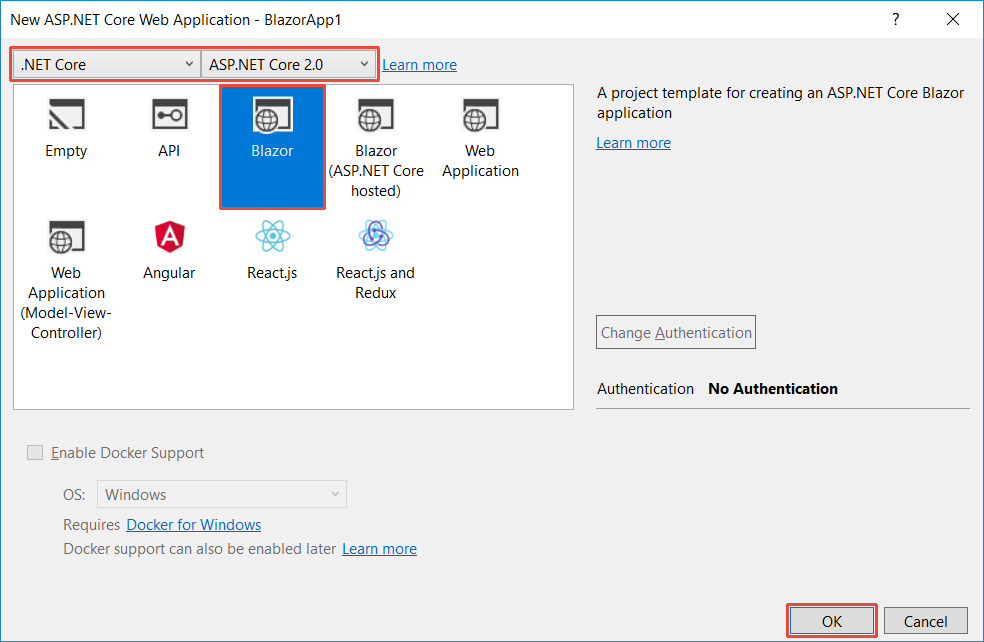 New ASP.NET Core Web Application - BlazorApp1
?
.NET Core
ASP.NET Core 2.0
Learn more
Empty
API
Blazor
Blazor
(ASP.NET Core
hosted)
Web
Application
Web
Application
(Model-View-
Controller)
Angular
React.js
React.js and
Redux
A project template for creating an ASP.NET Core Blazor
application
Learn more
Change Authentication
Authentication No Authentication
Enable Docker Support
OS: Windows
Requires Docker for Windows
Docker support can also be enabled later Learn more
OK
Cancel